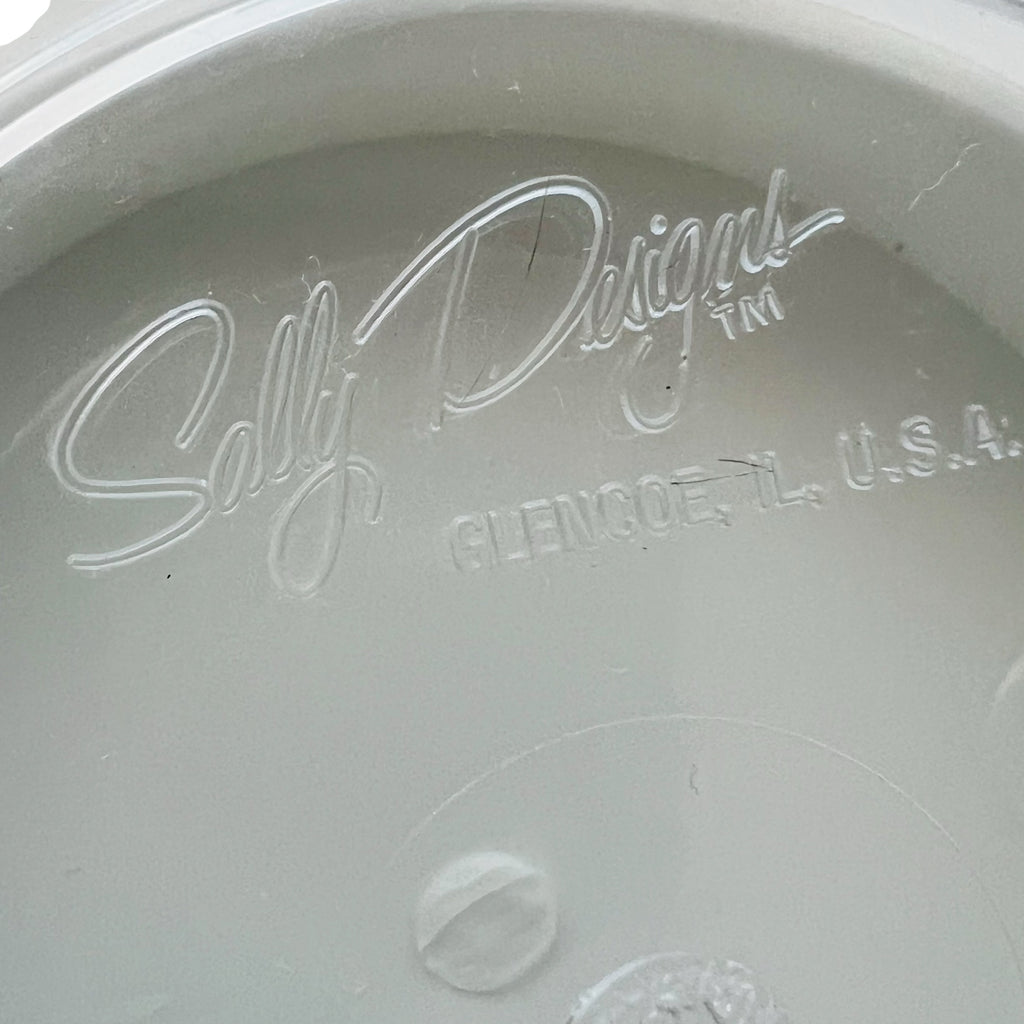 Sally Designs
TM
GLENCOE, IL. U.S.A.